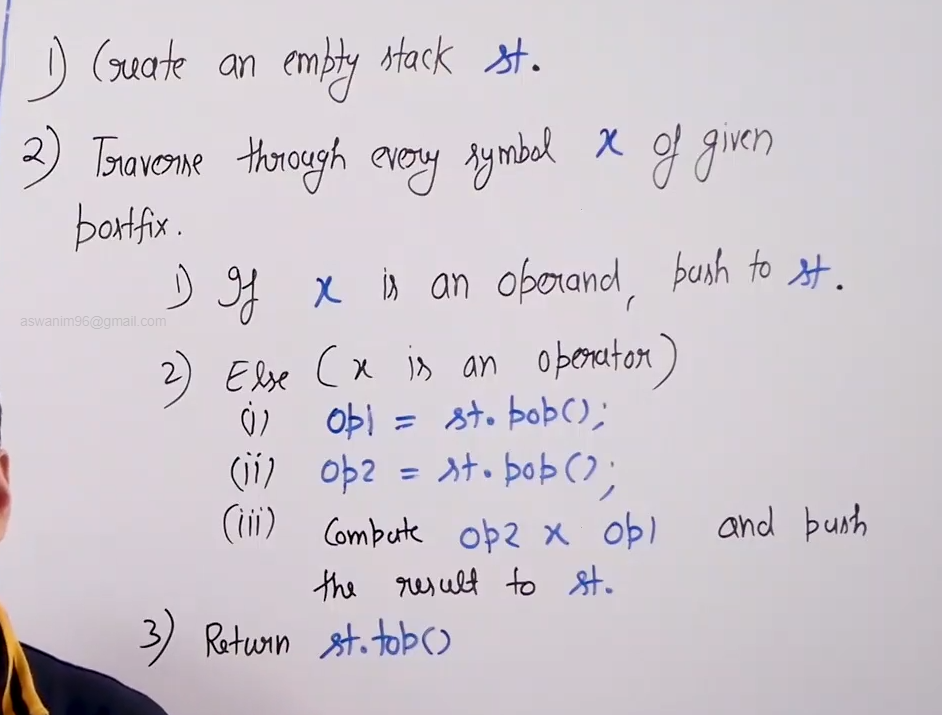 1) Create an empty stack st.
2) Traverse through every symbol x of given
postfix.
1) If x is an operand, push to st.
aswanim96@gmail.com
2) Else (x is an operator)
(i) op1 = st.pop();
(ii) op2 = st.pop();
(iii) Compute op2 x op1 and push
the result to st.
3) Return st.top()